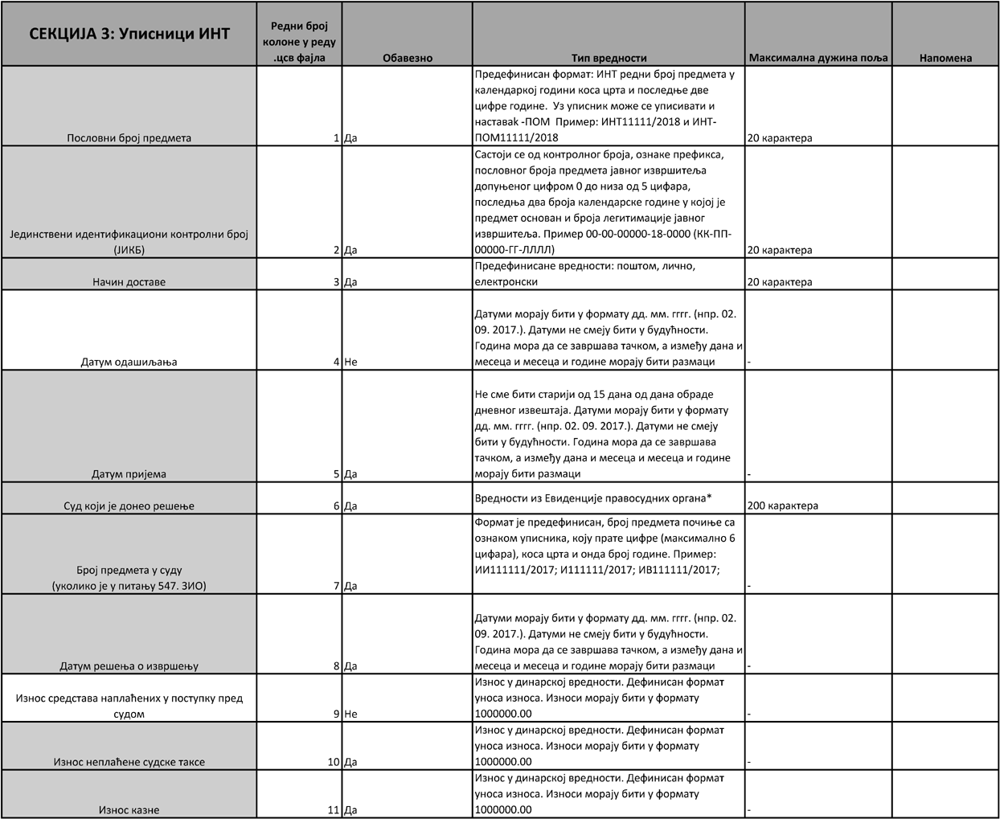 СЕКЦИЈА 3: Уписници ИНТ
Редни број
колоне у реду
.цсв фајла
Обавезно
Тип вредности
Максимална дужина поља
Напомена
Пословни број предмета
1
Да
Предефинисан формат: ИНТ редни број предмета у
календаркој години коса црта и последње две
цифре године. Уз уписник може се уписивати и
наставак -ПОМ Пример: ИНТ11111/2018 и ИНТ-
ПОМ11111/2018
20 карактера
Јединствени идентификациони контролни број
(ЈИКБ)
2
Да
Састоји се од контролног броја, ознаке префикса,
пословног броја предмета јавног извршитеља
допуњеног цифром 0 до низа од 5 цифара,
последња два броја календарске године у којој је
предмет основан и броја легитимације јавног
извршитеља. Пример 00-00-00000-18-0000 (КК-ПП-
00000-ГГ-ЛЛЛЛ)
20 карактера
Начин доставе
3
Да
Предефинисане вредности: поштом, лично,
електронски
20 карактера
Датум одашиљања
4
Не
Датуми морају бити у формату дд. мм. гггг. (нпр. 02.
09. 2017.). Датуми не смеју бити у будућности.
Година мора да се завршава тачком, а између дана и
месеца и месеца и године морају бити размаци
-
Датум пријема
5
Да
Не сме бити старији од 15 дана од дана обраде
дневног извештаја. Датуми морају бити у формату
дд. мм. гггг. (нпр. 02. 09. 2017.). Датуми не смеју
бити у будућности. Година мора да се завршава
тачком, а између дана и месеца и месеца и године
морају бити размаци
-
Суд који је донео решење
6
Да
Вредности из Евиденције правосудних органа*
200 карактера
Број предмета у суду
(уколико је у питању 547. ЗИО)
7
Да
Формат је предефинисан, број предмета почиње са
ознаком уписника, коју прате цифре (максимално 6
цифара), коса црта и онда број године. Пример:
ИИ111111/2017; И111111/2017; ИВ111111/2017;
-
Датум решења о извршењу
8
Да
Датуми морају бити у формату дд. мм. гггг. (нпр. 02.
09. 2017.). Датуми не смеју бити у будућности.
Година мора да се завршава тачком, а између дана и
месеца и месеца и године морају бити размаци
-
Износ средстава наплаћених у поступку пред
судом
9
Не
Износ у динарској вредности. Дефинисан формат
уноса износа. Износи морају бити у формату
1000000.00
-
Износ неплаћене судске таксе
10
Да
Износ у динарској вредности. Дефинисан формат
уноса износа. Износи морају бити у формату
1000000.00
-
Износ казне
11
Да
Износ у динарској вредности. Дефинисан формат
уноса износа. Износи морају бити у формату
1000000.00
-